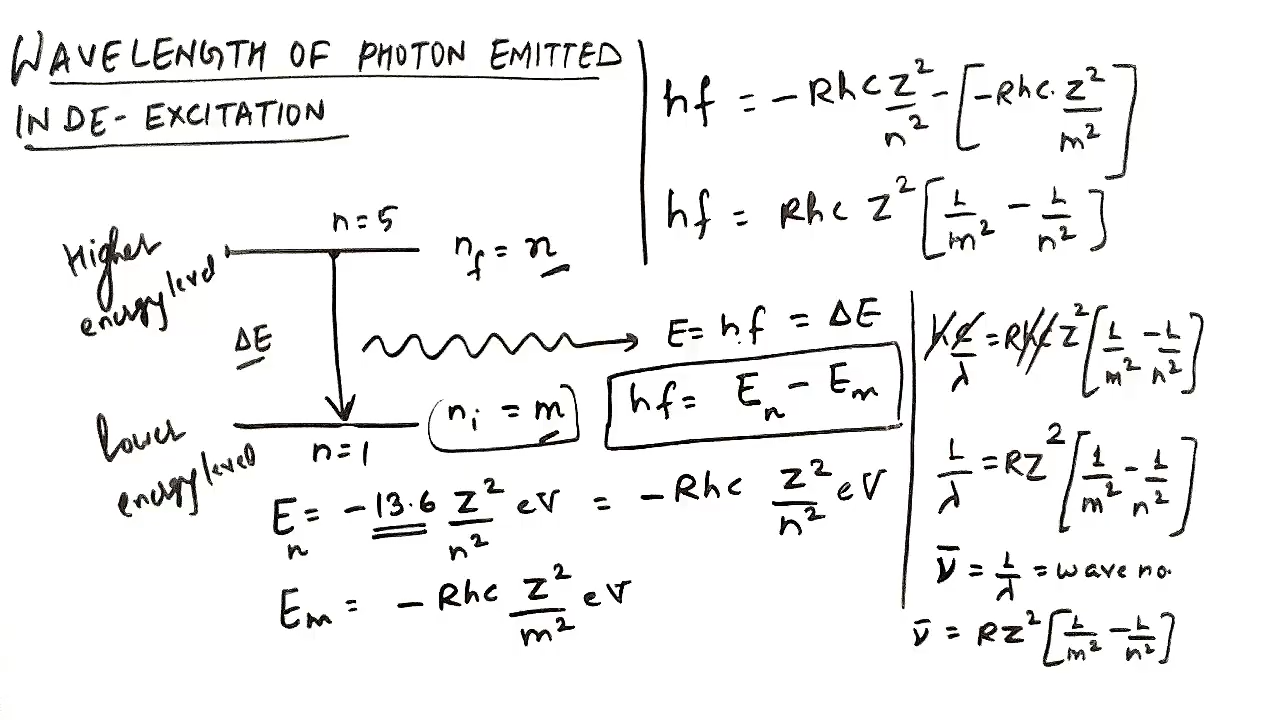 WAVELENGTH OF PHOTON EMITTED
IN DE-EXCITATION
n = 5
Higher
energy level
n_f = n
ΔE
E = hf = ΔE
hf = E_n - E_m
Lower
energy level
n = 1
n_i = m
E_n = -13.6 Z²/n² eV = -Rhc Z²/n² eV
E_m = -Rhc Z²/m² eV
hf = -Rhc Z²/n² - [-Rhc. Z²/m²]
hf = Rhc Z² [1/m² - 1/n²]
hc/λ = Rhc Z² [1/m² - 1/n²]
1/λ = RZ² [1/m² - 1/n²]
ν̄ = 1/λ = wave no.
ν̄ = RZ² [1/m² - 1/n²]